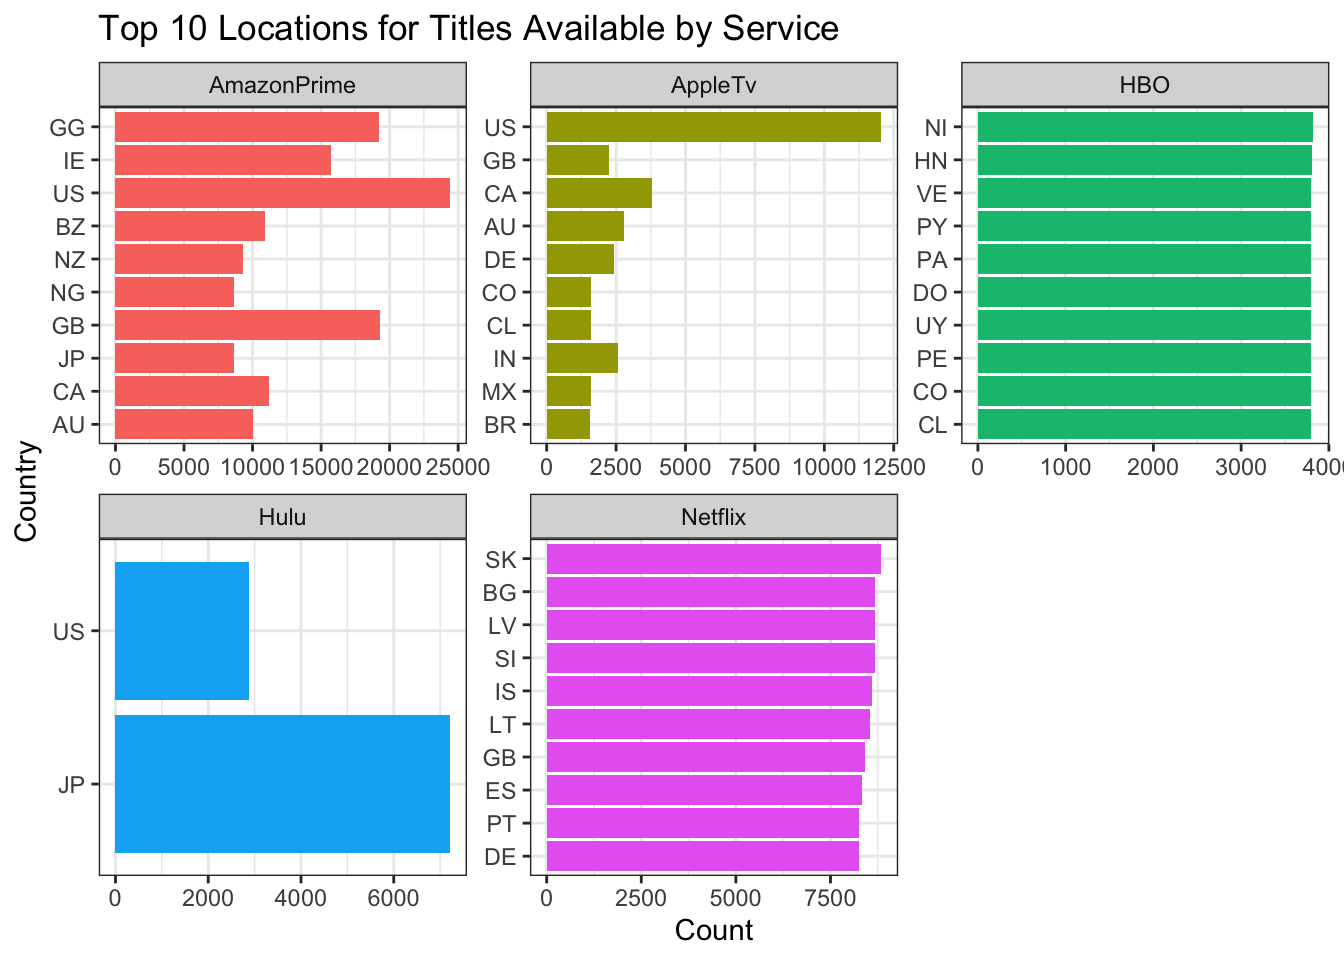 Top 10 Locations for Titles Available by Service
AmazonPrime
GG
IE
US
BZ
NZ
NG
GB
JP
CA
AU
0 5000 10000 15000 20000 25000
AppleTv
US
GB
CA
AU
DE
CO
CL
IN
MX
BR
0 2500 5000 7500 10000 12500
HBO
NI
HN
VE
PY
PA
DO
UY
PE
CO
CL
0 1000 2000 3000 4000
Country
Hulu
US
JP
0 2000 4000 6000
Netflix
SK
BG
LV
SI
IS
LT
GB
ES
PT
DE
0 2500 5000 7500
Count